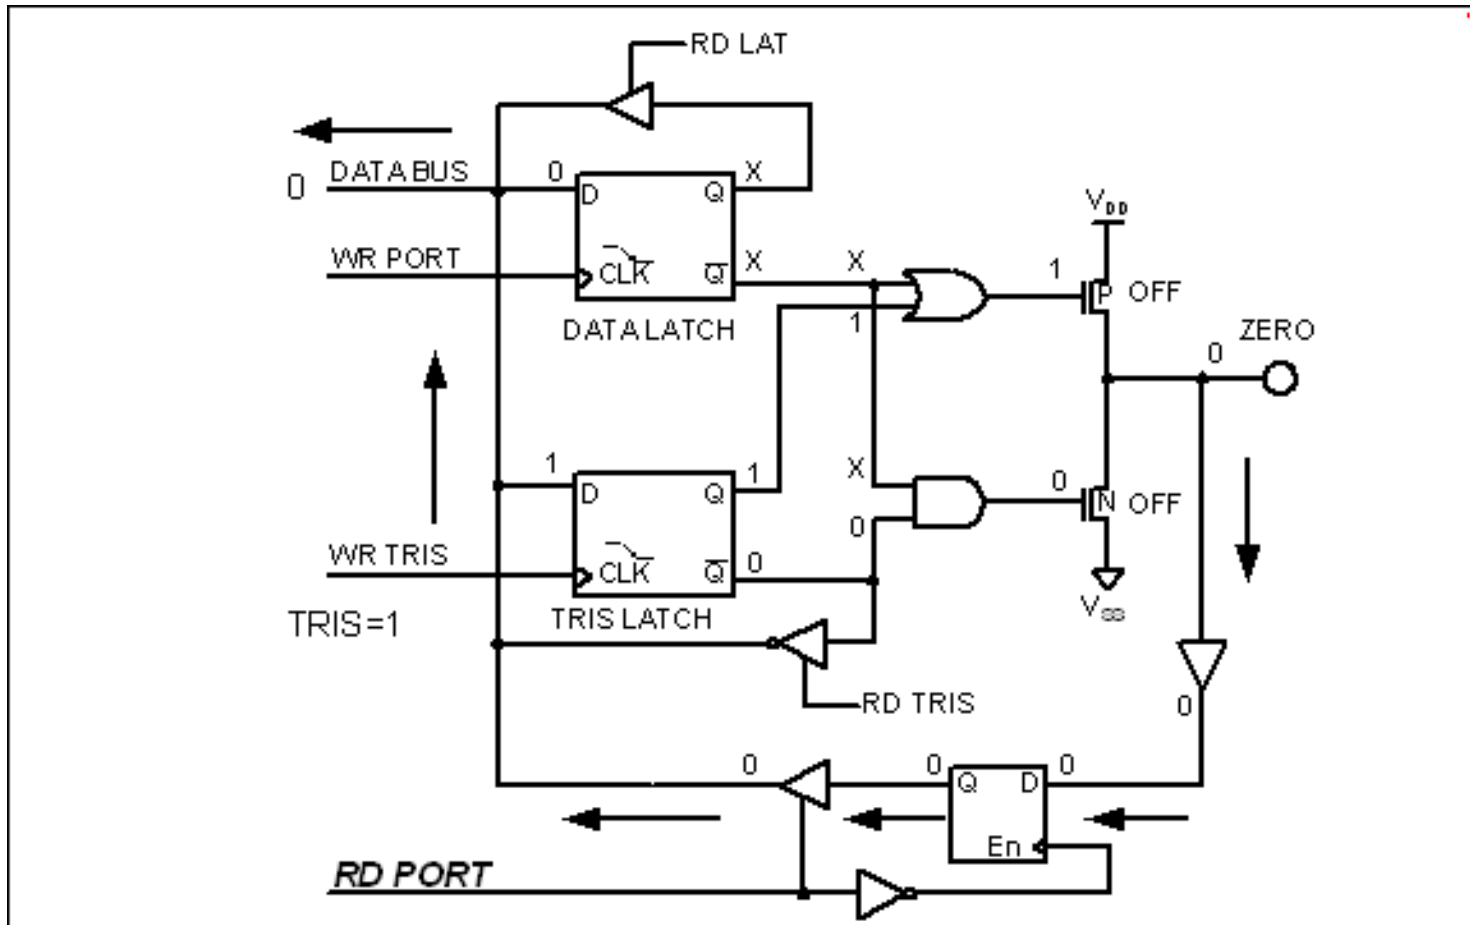 RD LAT
0 DATA BUS 0 D Q X
WR PORT CLK Q X X
DATA LATCH
1
VDD
1 P OFF
0 ZERO
1 D Q 1 X
0
0 N OFF
WR TRIS CLK Q 0
TRIS=1
TRIS LATCH
VSS
RD TRIS
0
0 0 Q D 0
En
RD PORT